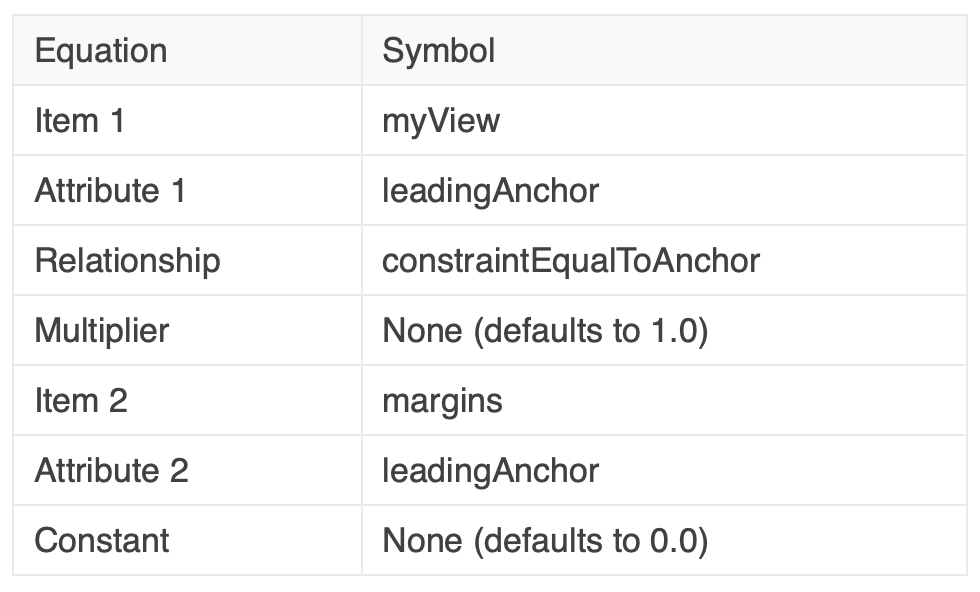 Equation Symbol
Item 1 myView
Attribute 1 leadingAnchor
Relationship constraintEqualToAnchor
Multiplier None (defaults to 1.0)
Item 2 margins
Attribute 2 leadingAnchor
Constant None (defaults to 0.0)